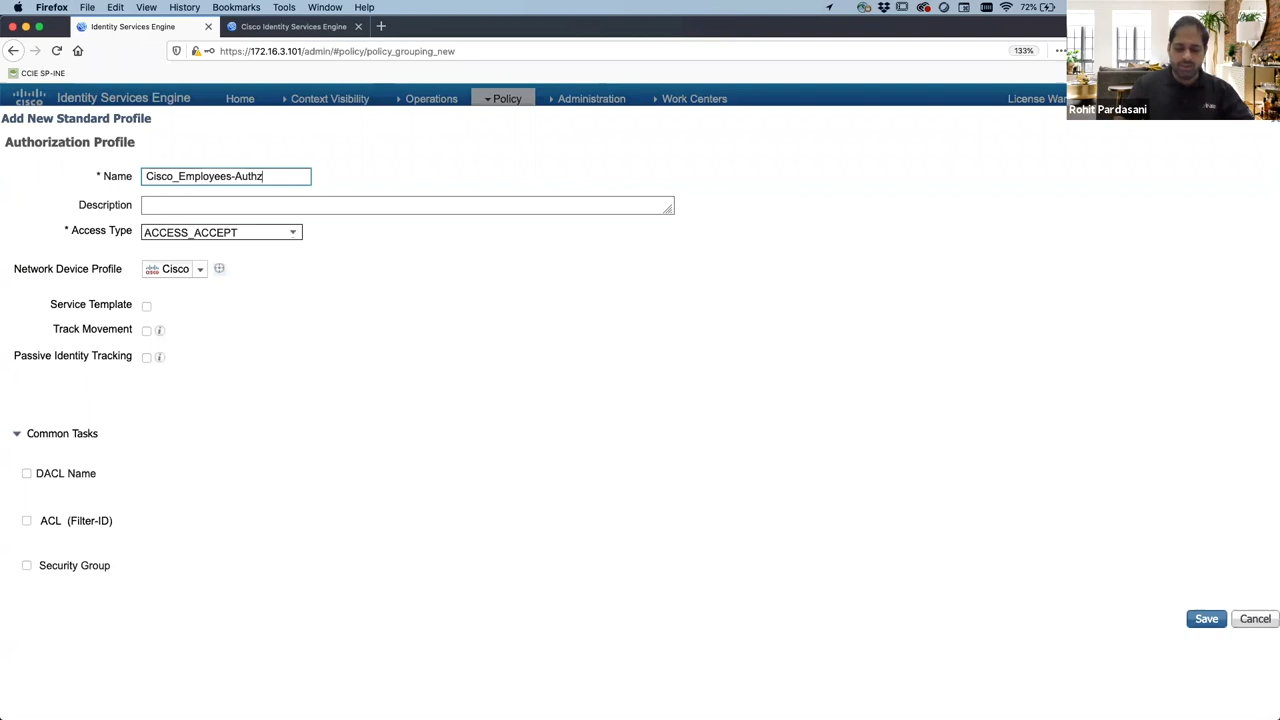 Firefox File Edit View History Bookmarks Tools Window Help 72%
Identity Services Engine Cisco Identity Services Engine
https://172.16.3.101/admin/#policy/policy_grouping_new 133%
CCIE SP-INE
cisco Identity Services Engine Home Context Visibility Operations Policy Administration Work Centers License War
Rohit Pardasani
Add New Standard Profile
Authorization Profile
* Name Cisco_Employees-Authz
Description
* Access Type ACCESS_ACCEPT
Network Device Profile Cisco
Service Template
Track Movement
Passive Identity Tracking
Common Tasks
DACL Name
ACL (Filter-ID)
Security Group
Save Cancel